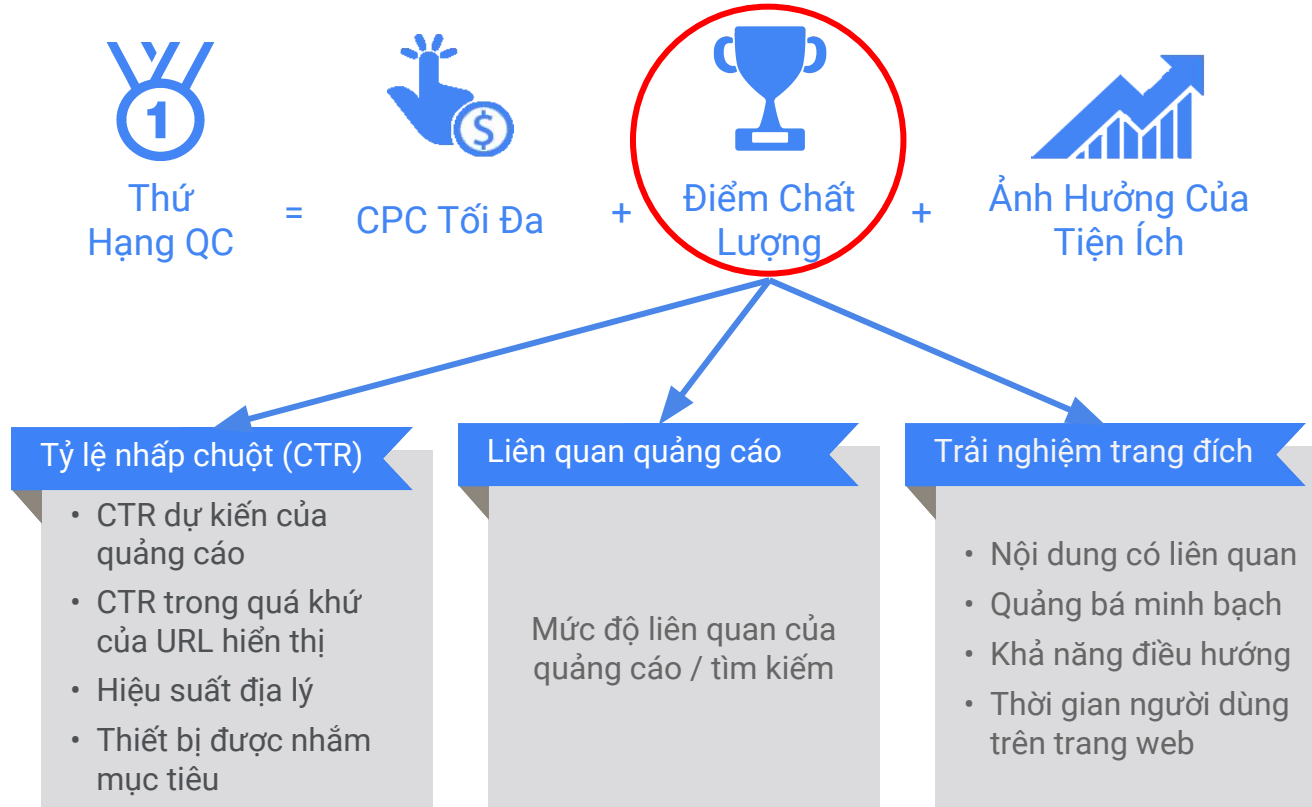 1
$
Thứ
Hạng QC
=
CPC Tối Đa
+
Điểm Chất
Lượng
+
Ảnh Hưởng Của
Tiện Ích
Tỷ lệ nhấp chuột (CTR)
• CTR dự kiến của
quảng cáo
• CTR trong quá khứ
của URL hiển thị
• Hiệu suất địa lý
• Thiết bị được nhắm
mục tiêu
Liên quan quảng cáo
Mức độ liên quan của
quảng cáo / tìm kiếm
Trải nghiệm trang đích
• Nội dung có liên quan
• Quảng bá minh bạch
• Khả năng điều hướng
• Thời gian người dùng
trên trang web